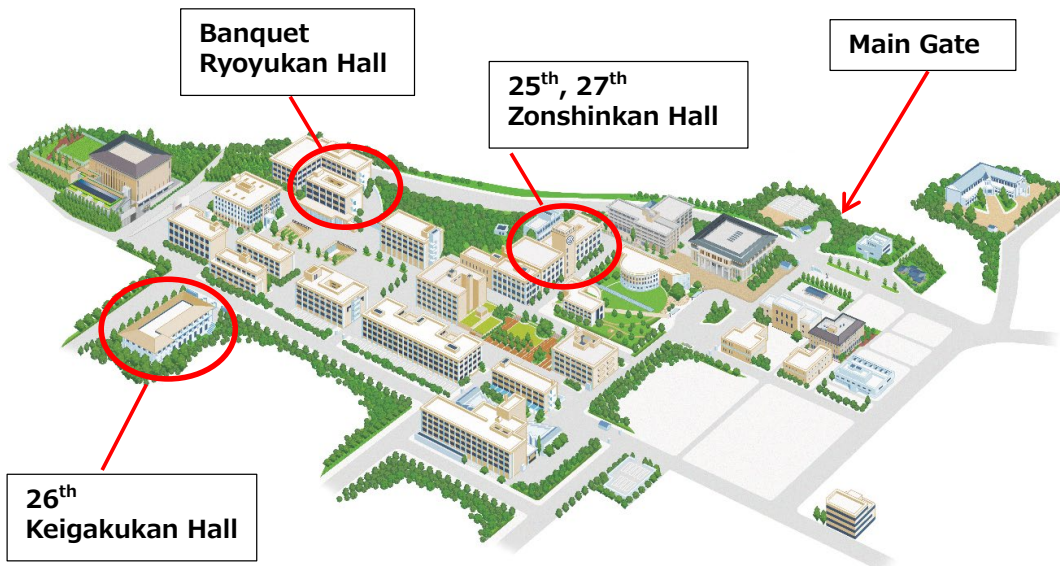 Banquet
Ryoyukan Hall
25th, 27th
Zonshinkan Hall
Main Gate
26th
Keigakukan Hall